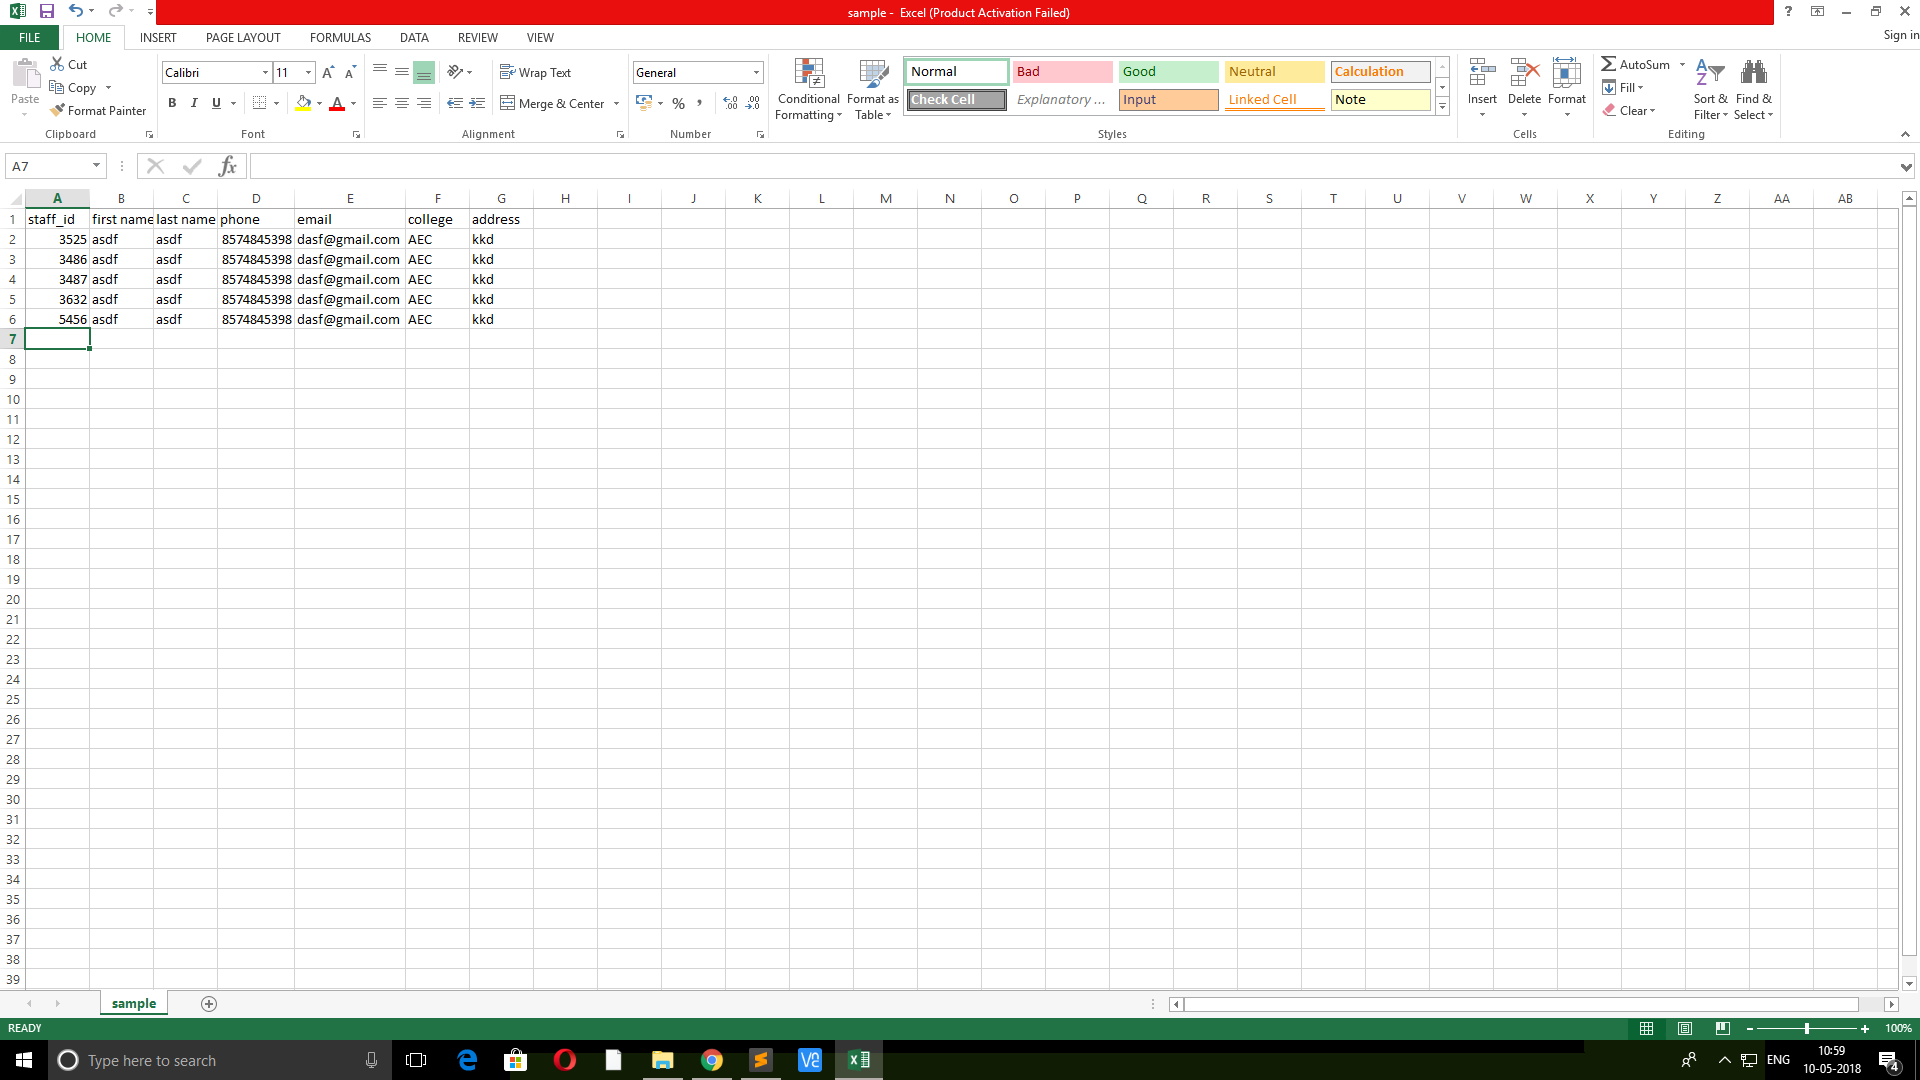 sample - Excel (Product Activation Failed)
Sign in
FILE HOME INSERT PAGE LAYOUT FORMULAS DATA REVIEW VIEW
Paste
Cut
Copy
Format Painter
Clipboard
Calibri 11
B I U
Font
Wrap Text
Merge & Center
Alignment
General
% ,
Number
Conditional Formatting
Format as Table
Normal Bad Good Neutral Calculation
Check Cell Explanatory ... Input Linked Cell Note
Styles
Insert Delete Format
Cells
AutoSum
Fill
Clear
Sort & Filter
Find & Select
Editing
A7
fx
A B C D E F G H I J K L M N O P Q R S T U V W X Y Z AA AB
1 staff_id first name last name phone email college address
2 3525 asdf asdf 8574845398 dasf@gmail.com AEC kkd
3 3486 asdf asdf 8574845398 dasf@gmail.com AEC kkd
4 3487 asdf asdf 8574845398 dasf@gmail.com AEC kkd
5 3632 asdf asdf 8574845398 dasf@gmail.com AEC kkd
6 5456 asdf asdf 8574845398 dasf@gmail.com AEC kkd
7
8
9
10
11
12
13
14
15
16
17
18
19
20
21
22
23
24
25
26
27
28
29
30
31
32
33
34
35
36
37
38
39
sample
READY
100%
Type here to search
ENG
10:59
10-05-2018
4